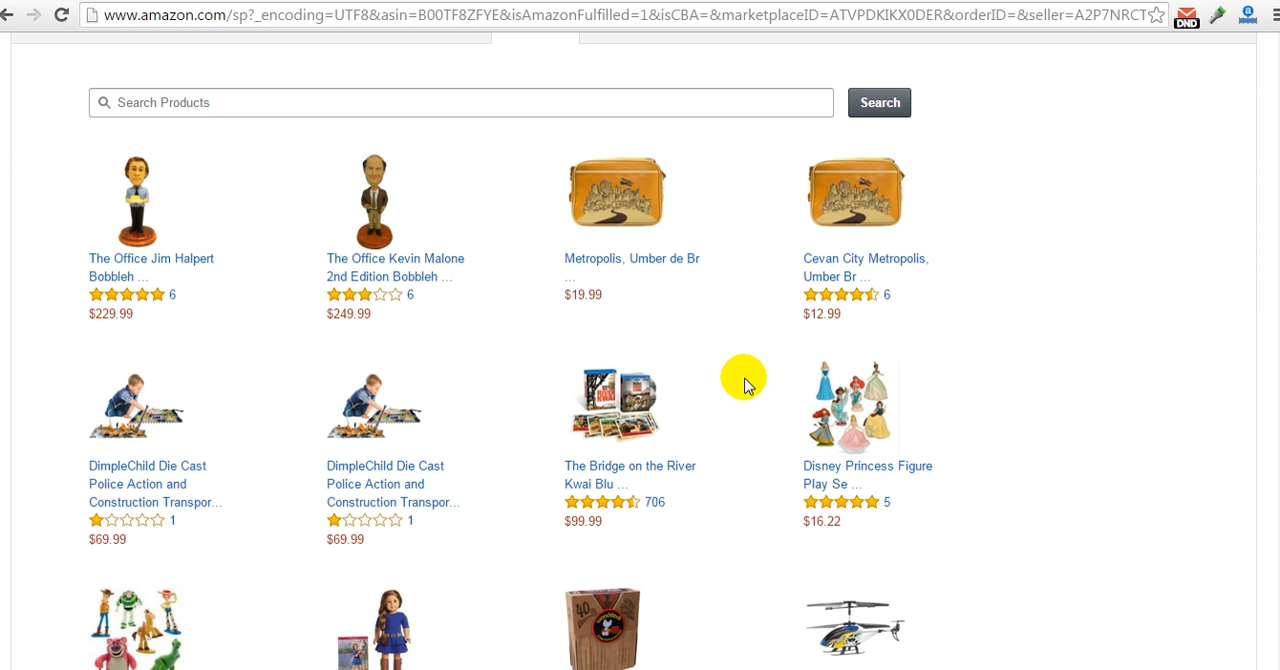 www.amazon.com/sp?_encoding=UTF8&asin=B00TF8ZFYE&isAmazonFulfilled=1&isCBA=&marketplaceID=ATVPDKIKX0DER&orderID=&seller=A2P7NRCT
DND
a
Search Products
Search
The Office Jim Halpert
Bobbleh ...
6
$229.99
The Office Kevin Malone
2nd Edition Bobbleh ...
6
$249.99
Metropolis, Umber de Br
...
$19.99
Cevan City Metropolis,
Umber Br ...
6
$12.99
DimpleChild Die Cast
Police Action and
Construction Transpor...
1
$69.99
DimpleChild Die Cast
Police Action and
Construction Transpor...
1
$69.99
The Bridge on the River
Kwai Blu ...
706
$99.99
Disney Princess Figure
Play Se ...
5
$16.22
40